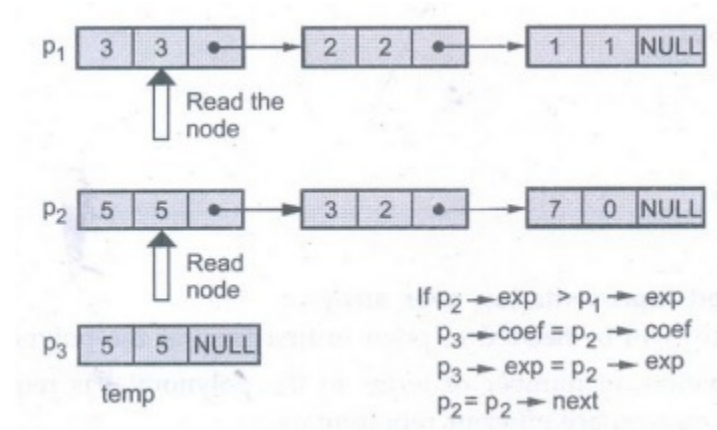 p1 3 3 2 2 1 1 NULL
Read the
node
p2 5 5 3 2 7 0 NULL
Read
node
If p2 → exp > p1 → exp
p3 5 5 NULL
p3 → coef = p2 → coef
p3 → exp = p2 → exp
temp
p2 = p2 → next